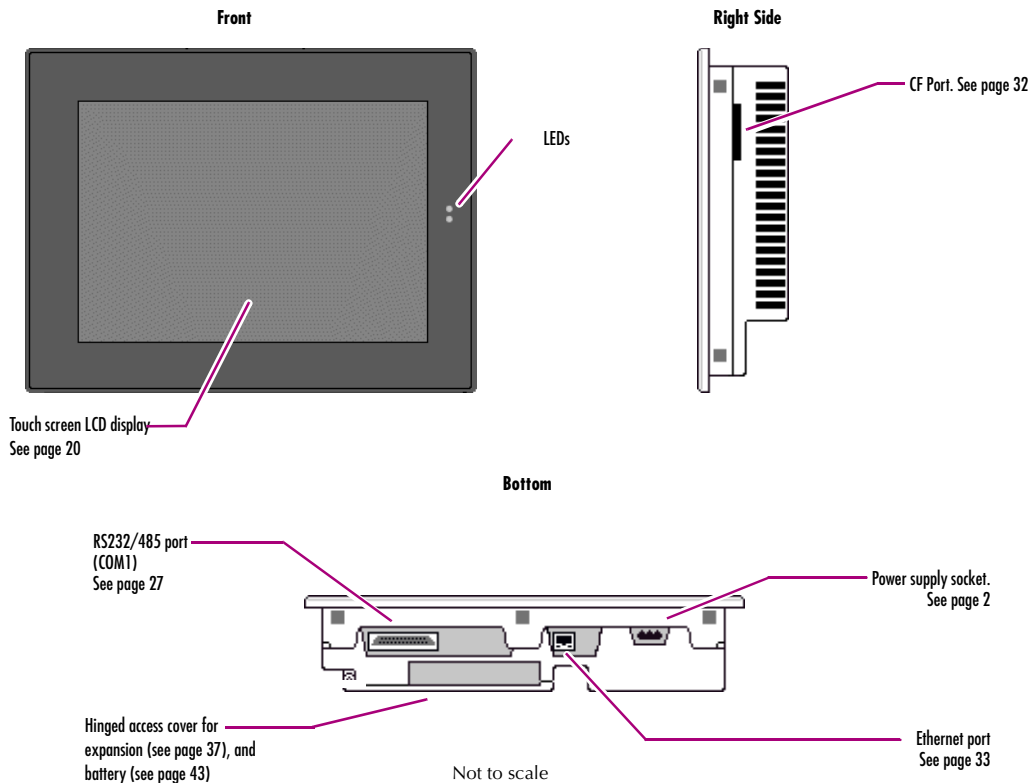 Front
Right Side
CF Port. See page 32
LEDs
Touch screen LCD display
See page 20
Bottom
RS232/485 port
(COM1)
See page 27
Power supply socket.
See page 2
Hinged access cover for
expansion (see page 37), and
battery (see page 43)
Ethernet port
See page 33
Not to scale